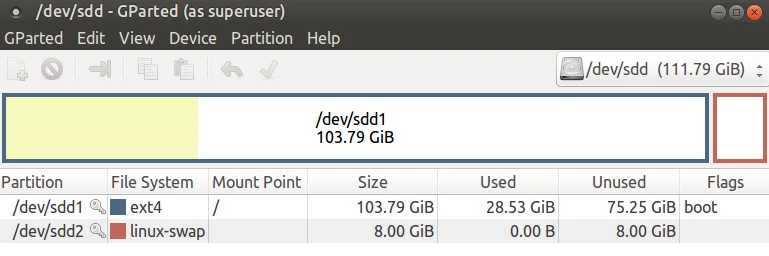 /dev/sdd - GParted (as superuser)
GParted Edit View Device Partition Help
/dev/sdd (111.79 GiB)
/dev/sdd1
103.79 GiB
Partition File System Mount Point Size Used Unused Flags
/dev/sdd1 ext4 / 103.79 GiB 28.53 GiB 75.25 GiB boot
/dev/sdd2 linux-swap 8.00 GiB 0.00 B 8.00 GiB